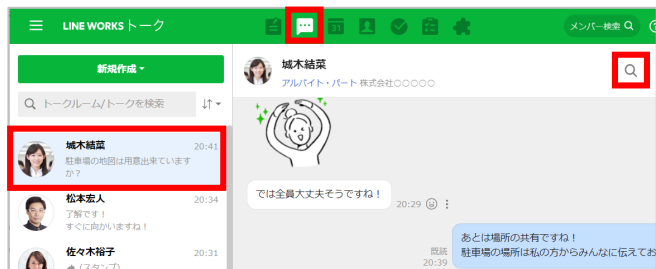 LINE WORKS トーク
31
メンバー検索
新規作成
トークルーム/トークを検索
城木結菜 20:41
駐車場の地図は用意出来ています
か？
松本宏人 20:34
了解です！
すぐに向かいますね！
佐々木裕子 20:31
(スタンプ)
城木結菜
アルバイト・パート 株式会社○○○○○
では全員大丈夫そうですね！
20:29
既読
20:39
あとは場所の共有ですね！
駐車場の場所は私の方からみんなに伝えてお